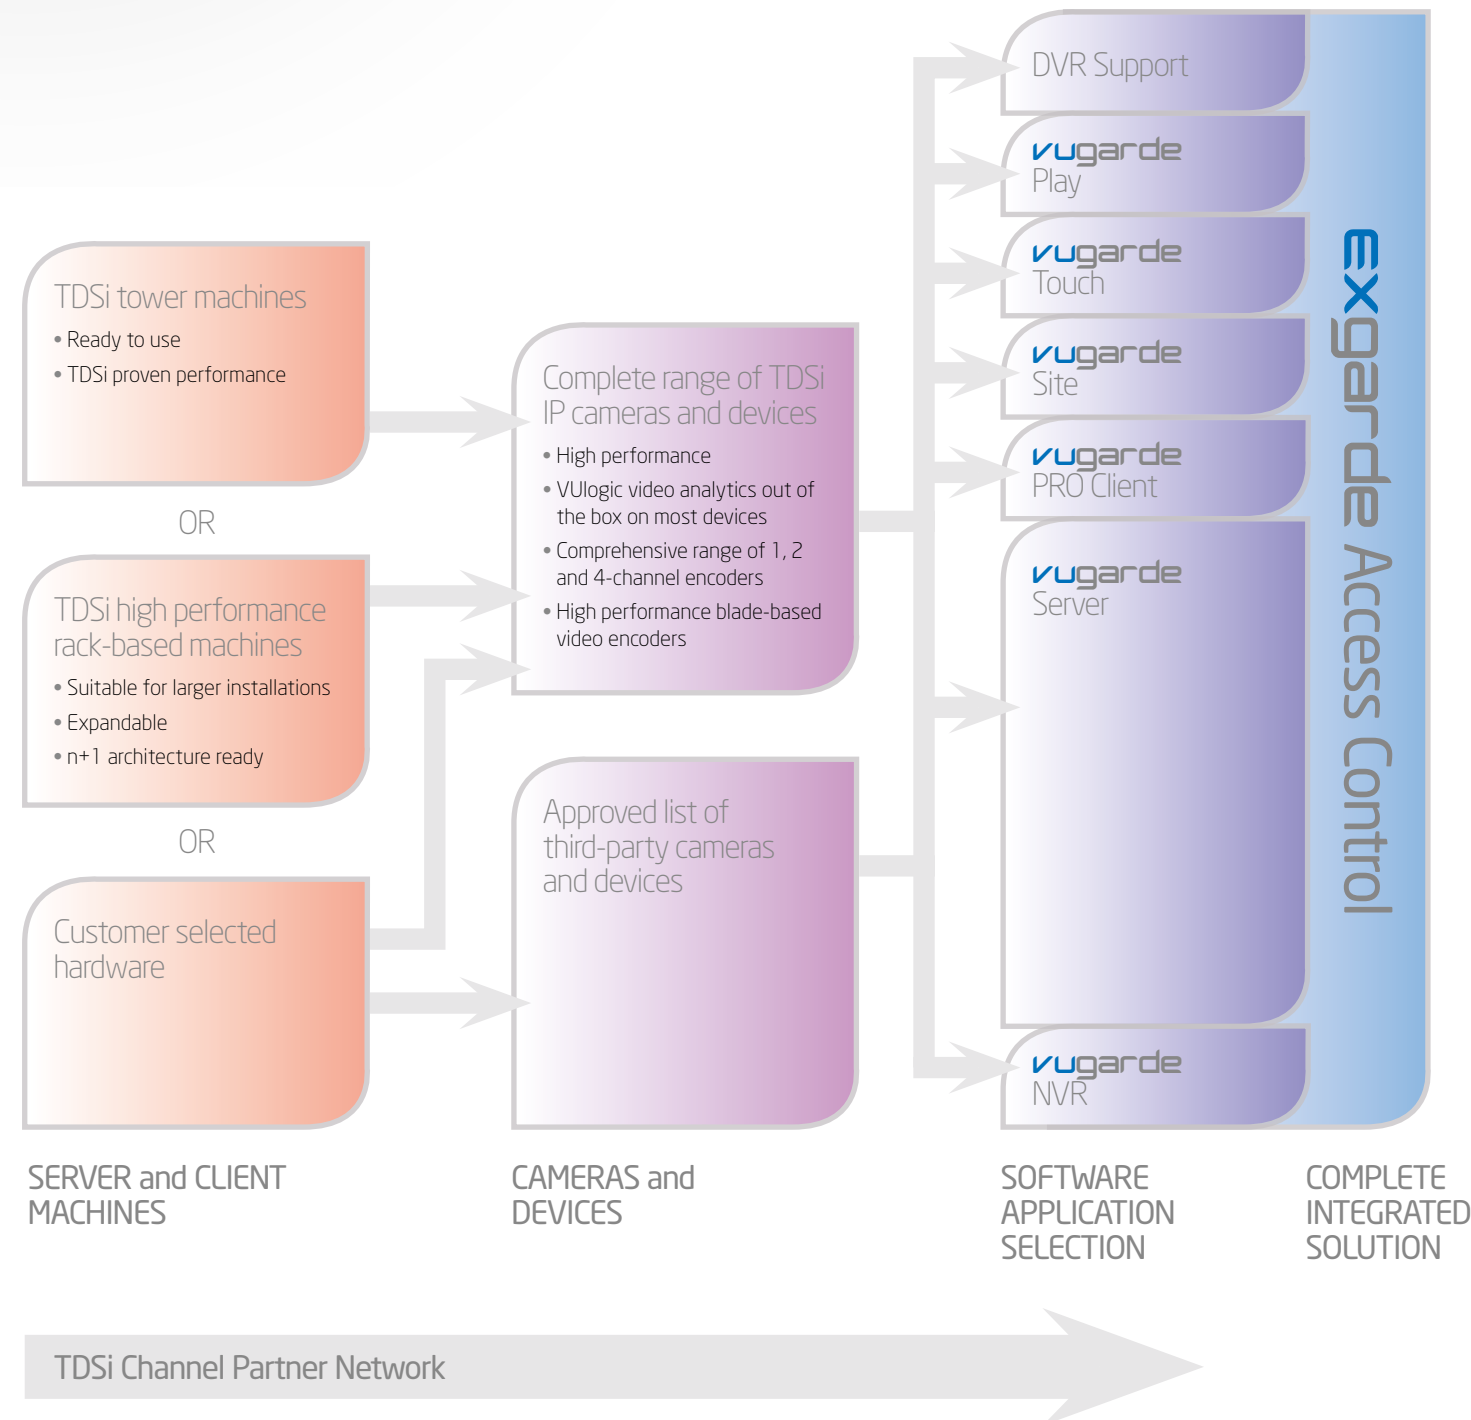 TDSi tower machines
• Ready to use
• TDSi proven performance
OR
TDSi high performance
rack-based machines
• Suitable for larger installations
• Expandable
• n+1 architecture ready
OR
Customer selected
hardware
SERVER and CLIENT
MACHINES
Complete range of TDSi
IP cameras and devices
• High performance
• VUlogic video analytics out of
the box on most devices
• Comprehensive range of 1, 2
and 4-channel encoders
• High performance blade-based
video encoders
Approved list of
third-party cameras
and devices
CAMERAS and
DEVICES
DVR Support
vugarde
Play
vugarde
Touch
vugarde
Site
vugarde
PRO Client
vugarde
Server
vugarde
NVR
SOFTWARE
APPLICATION
SELECTION
Exgarde Access Control
COMPLETE
INTEGRATED
SOLUTION
TDSi Channel Partner Network